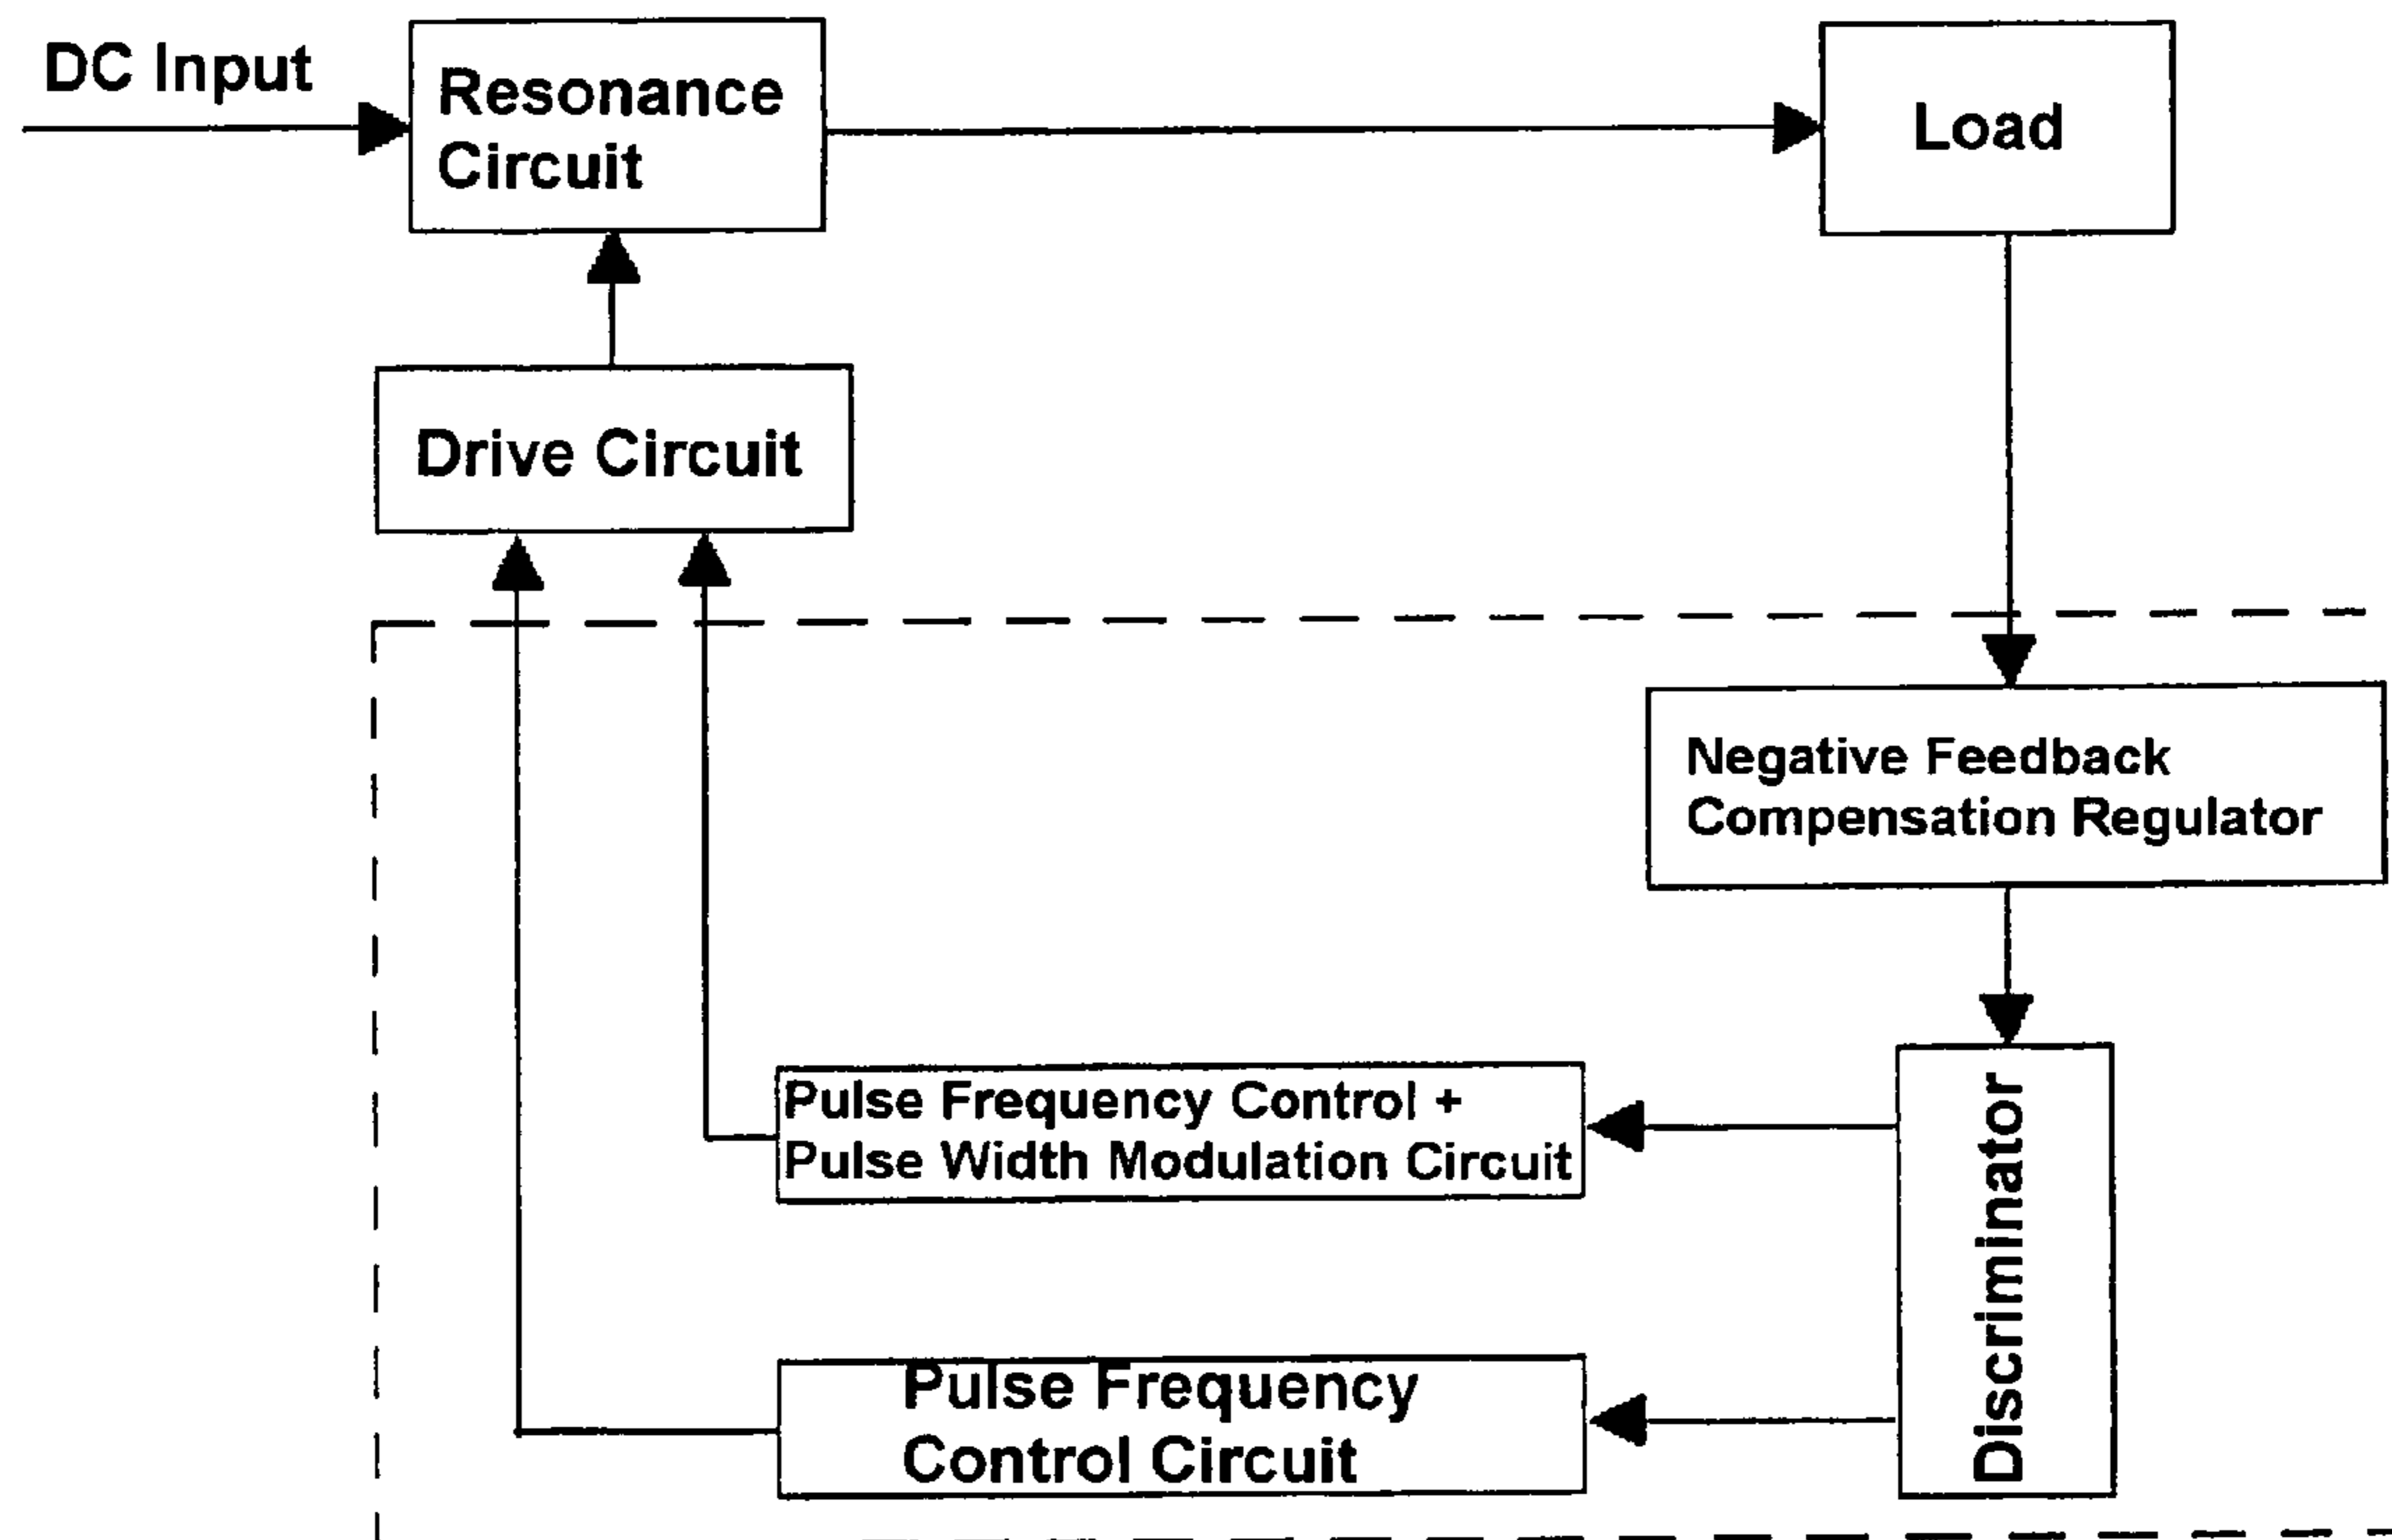 DC Input
Resonance
Circuit
Load
Drive Circuit
Negative Feedback
Compensation Regulator
Pulse Frequency Control +
Pulse Width Modulation Circuit
Discriminator
Pulse Frequency
Control Circuit